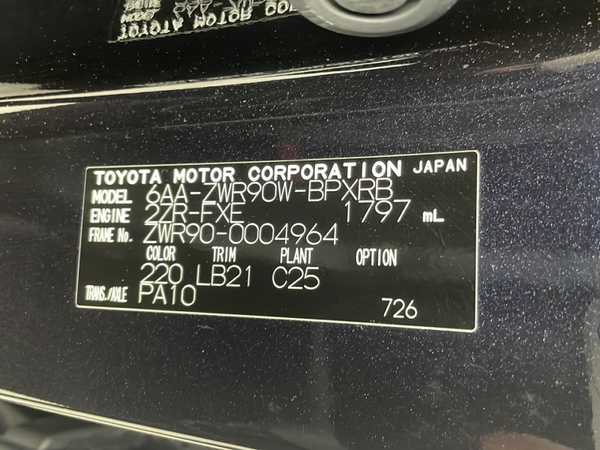 TOYOTA MOTOR CORPORATION JAPAN
MODEL 6AA-ZWR90W-BPXRB
ENGINE 2ZR-FXE 1797 mL
FRAME No. ZWR90-0004964
COLOR TRIM PLANT OPTION
220 LB21 C25
TRANS./AXLE PA10
726